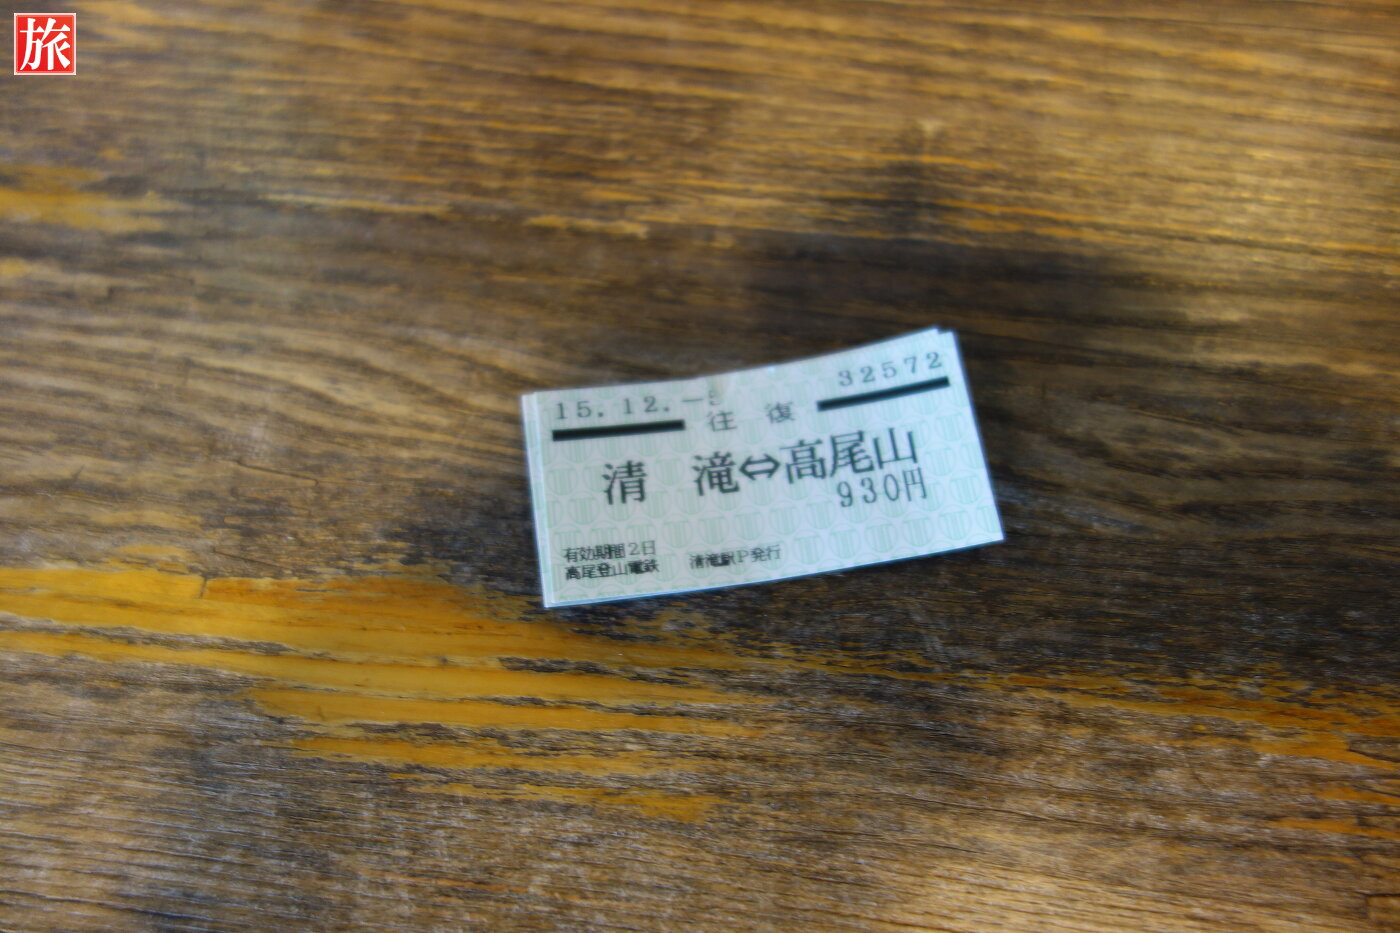 旅
15.12.-5
往復
32572
清滝⇔高尾山
930円
有効期間2日
高尾登山電鉄 清滝駅P発行